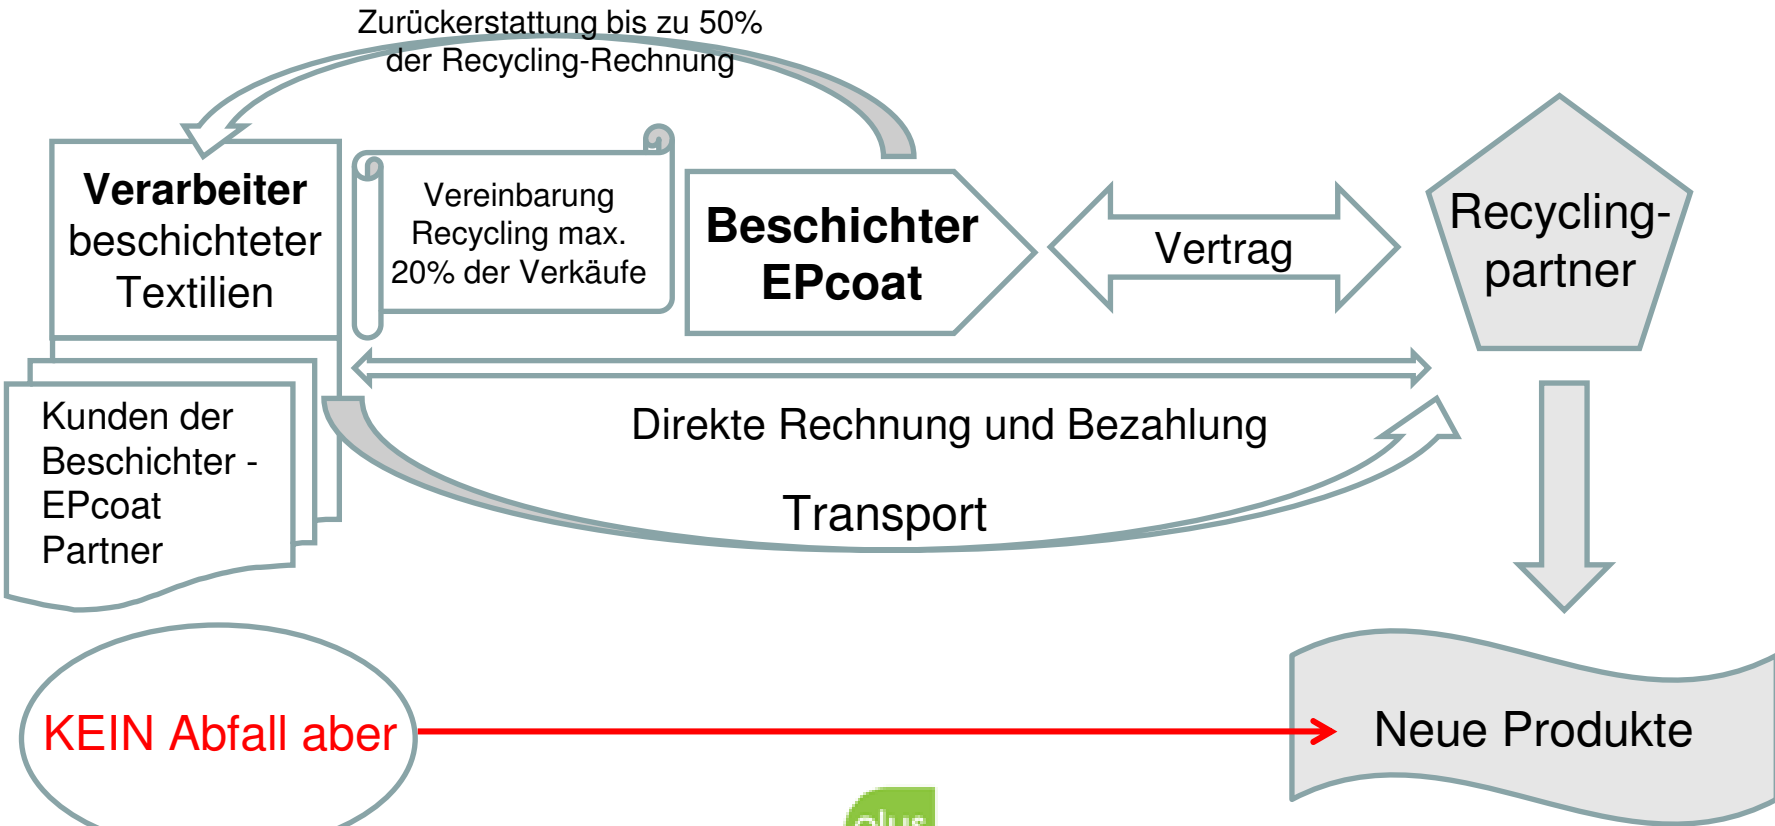 Zurückerstattung bis zu 50%
der Recycling-Rechnung
Verarbeiter
beschichteter
Textilien
Vereinbarung
Recycling max.
20% der Verkäufe
Beschichter
EPcoat
Vertrag
Recycling-
partner
Kunden der
Beschichter -
EPcoat
Partner
Direkte Rechnung und Bezahlung
Transport
KEIN Abfall aber
Neue Produkte
plus